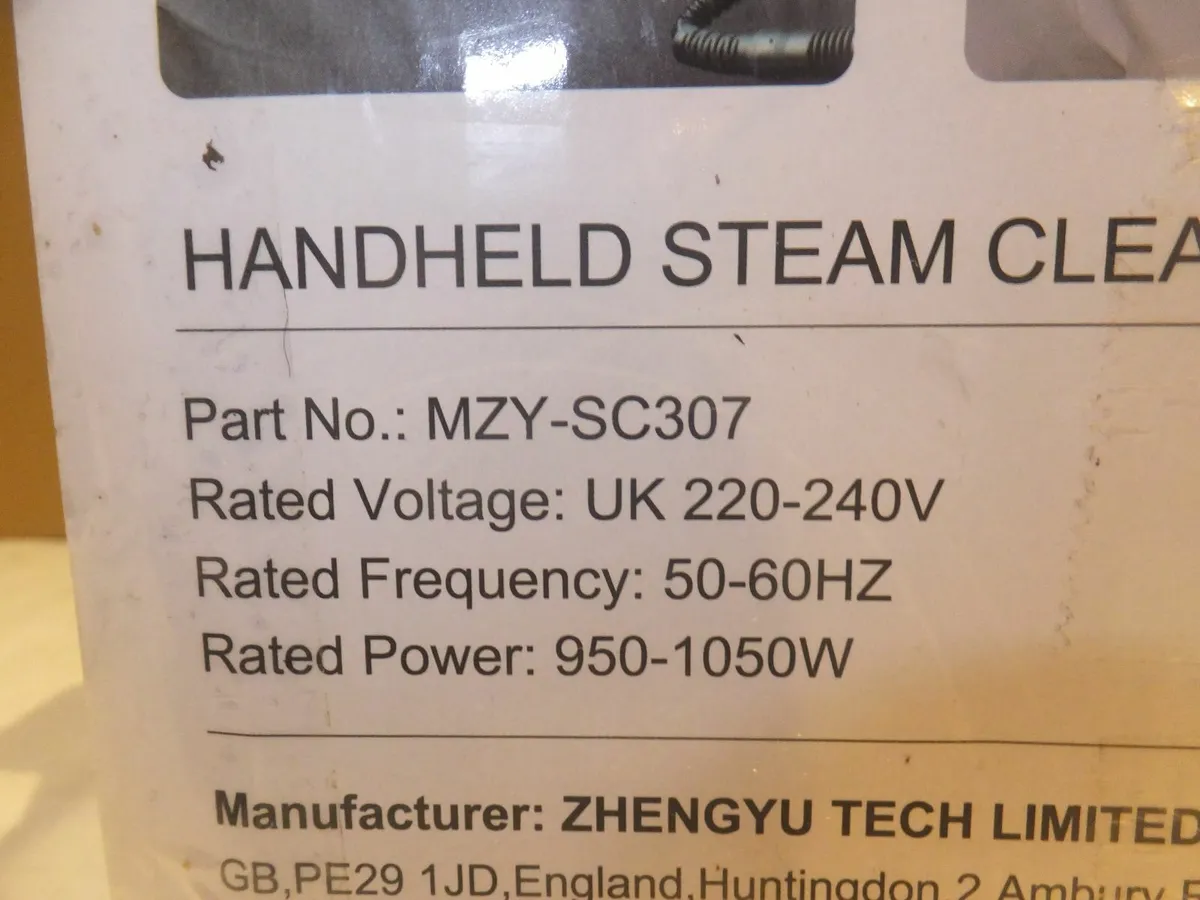 HANDHELD STEAM CLEA
Part No.: MZY-SC307
Rated Voltage: UK 220-240V
Rated Frequency: 50-60HZ
Rated Power: 950-1050W
Manufacturer: ZHENGYU TECH LIMITED
GB,PE29 1JD,England,Huntingdon,2 Ambury